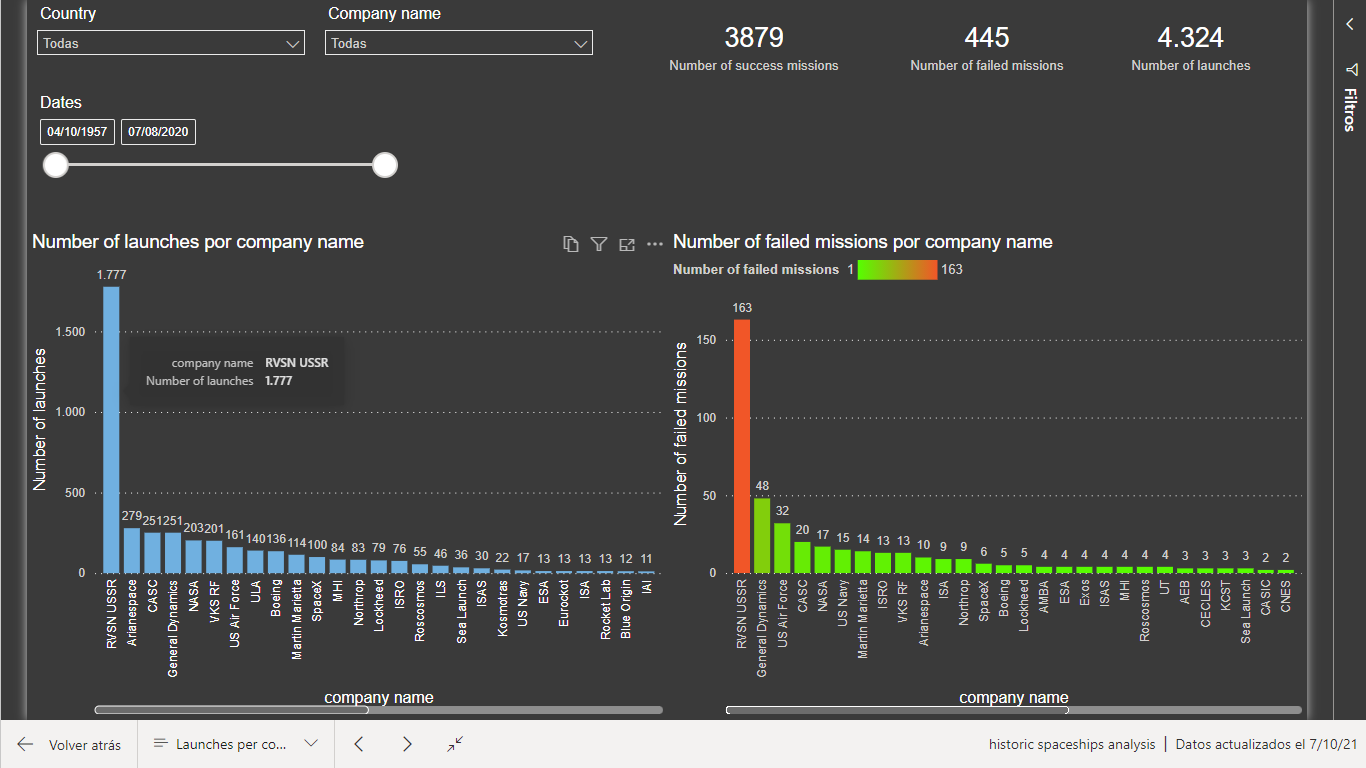 Country
Company name
Todas
Todas
3879
445
4.324
Number of success missions
Number of failed missions
Number of launches
Filtros
Dates
04/10/1957
07/08/2020
Number of launches por company name
Number of failed missions por company name
Number of failed missions 1 163
Number of launches
1.777
1.500
1.000
500
0
company name RVSN USSR
Number of launches 1.777
279 251 251 203 201 161 140 136 114 100 84 83 79 76 55 46 36 30 22 17 13 13 13 13 12 11
RVSN USSR
Arianespace
CASC
General Dynamics
NASA
VKS RF
US Air Force
ULA
Boeing
Martin Marietta
SpaceX
MHI
Northrop
Lockheed
ISRO
Roscosmos
ILS
Sea Launch
ISAS
Kosmotras
US Navy
ESA
Eurockot
ISA
Rocket Lab
Blue Origin
IAI
company name
Number of failed missions
163
150
100
50
0
48 32 20 17 15 14 13 13 10 9 9 6 5 5 4 4 4 4 4 4 4 3 3 3 3 2 2
RVSN USSR
General Dynamics
US Air Force
CASC
NASA
US Navy
Martin Marietta
ISRO
VKS RF
Arianespace
ISA
Northrop
SpaceX
Boeing
Lockheed
AMBA
ESA
Exos
ISAS
MHI
Roscosmos
UT
AEB
CECLES
KCST
Sea Launch
CASIC
CNES
company name
Volver atrás
Launches per co...
historic spaceships analysis | Datos actualizados el 7/10/21